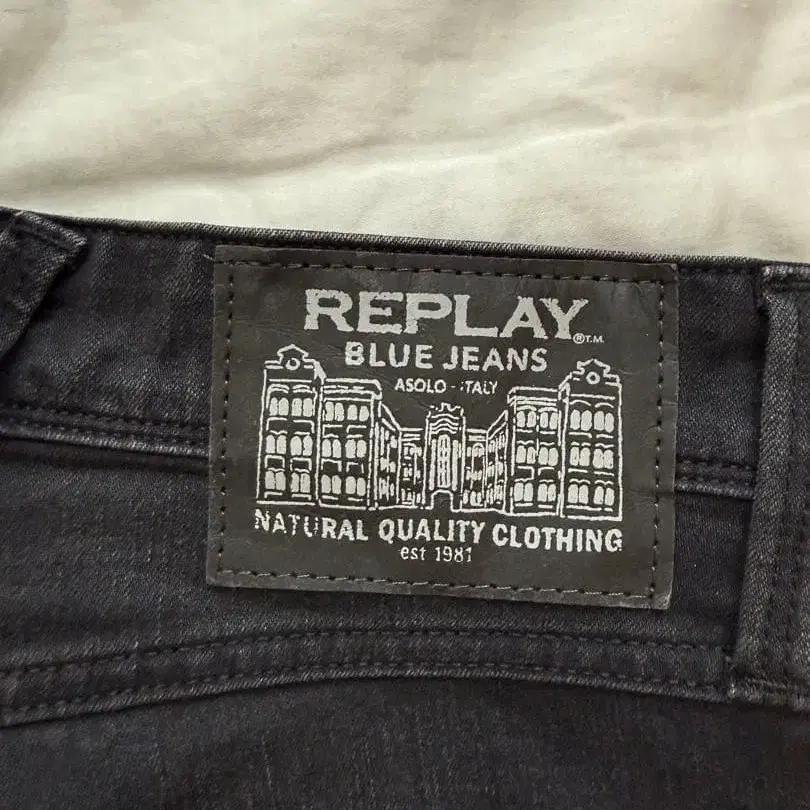 REPLAY
®T.M.
BLUE JEANS
ASOLO - ITALY
NATURAL QUALITY CLOTHING
est 1981